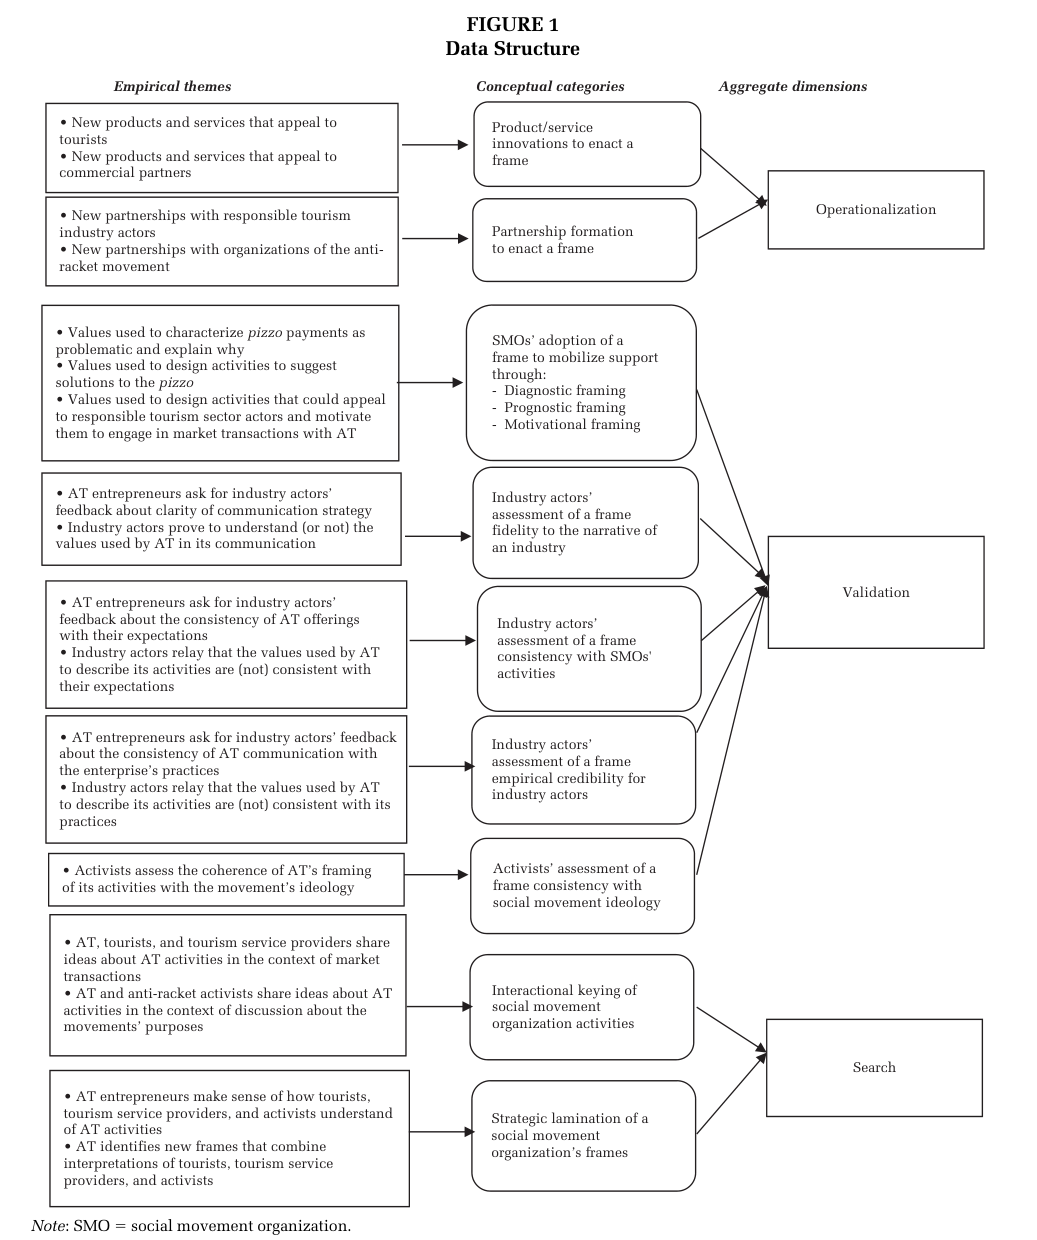 FIGURE 1
Data Structure
Empirical themes
Conceptual categories
Aggregate dimensions
• New products and services that appeal to
tourists
• New products and services that appeal to
commercial partners
Product/service
innovations to enact a
frame
Operationalization
• New partnerships with responsible tourism
industry actors
• New partnerships with organizations of the anti-
racket movement
Partnership formation
to enact a frame
• Values used to characterize pizzo payments as
problematic and explain why
• Values used to design activities to suggest
solutions to the pizzo
• Values used to design activities that could appeal
to responsible tourism sector actors and motivate
them to engage in market transactions with AT
SMOs' adoption of a
frame to mobilize support
through:
- Diagnostic framing
- Prognostic framing
- Motivational framing
• AT entrepreneurs ask for industry actors'
feedback about clarity of communication strategy
• Industry actors prove to understand (or not) the
values used by AT in its communication
Industry actors'
assessment of a frame
fidelity to the narrative of
an industry
Validation
• AT entrepreneurs ask for industry actors'
feedback about the consistency of AT offerings
with their expectations
• Industry actors relay that the values used by AT
to describe its activities are (not) consistent with
their expectations
Industry actors'
assessment of a frame
consistency with SMOs'
activities
• AT entrepreneurs ask for industry actors' feedback
about the consistency of AT communication with
the enterprise's practices
• Industry actors relay that the values used by AT
to describe its activities are (not) consistent with its
practices
Industry actors'
assessment of a frame
empirical credibility for
industry actors
• Activists assess the coherence of AT's framing
of its activities with the movement's ideology
Activists' assessment of a
frame consistency with
social movement ideology
• AT, tourists, and tourism service providers share
ideas about AT activities in the context of market
transactions
• AT and anti-racket activists share ideas about AT
activities in the context of discussion about the
movements' purposes
Interactional keying of
social movement
organization activities
Search
• AT entrepreneurs make sense of how tourists,
tourism service providers, and activists understand
of AT activities
• AT identifies new frames that combine
interpretations of tourists, tourism service
providers, and activists
Strategic lamination of a
social movement
organization's frames
Note: SMO = social movement organization.